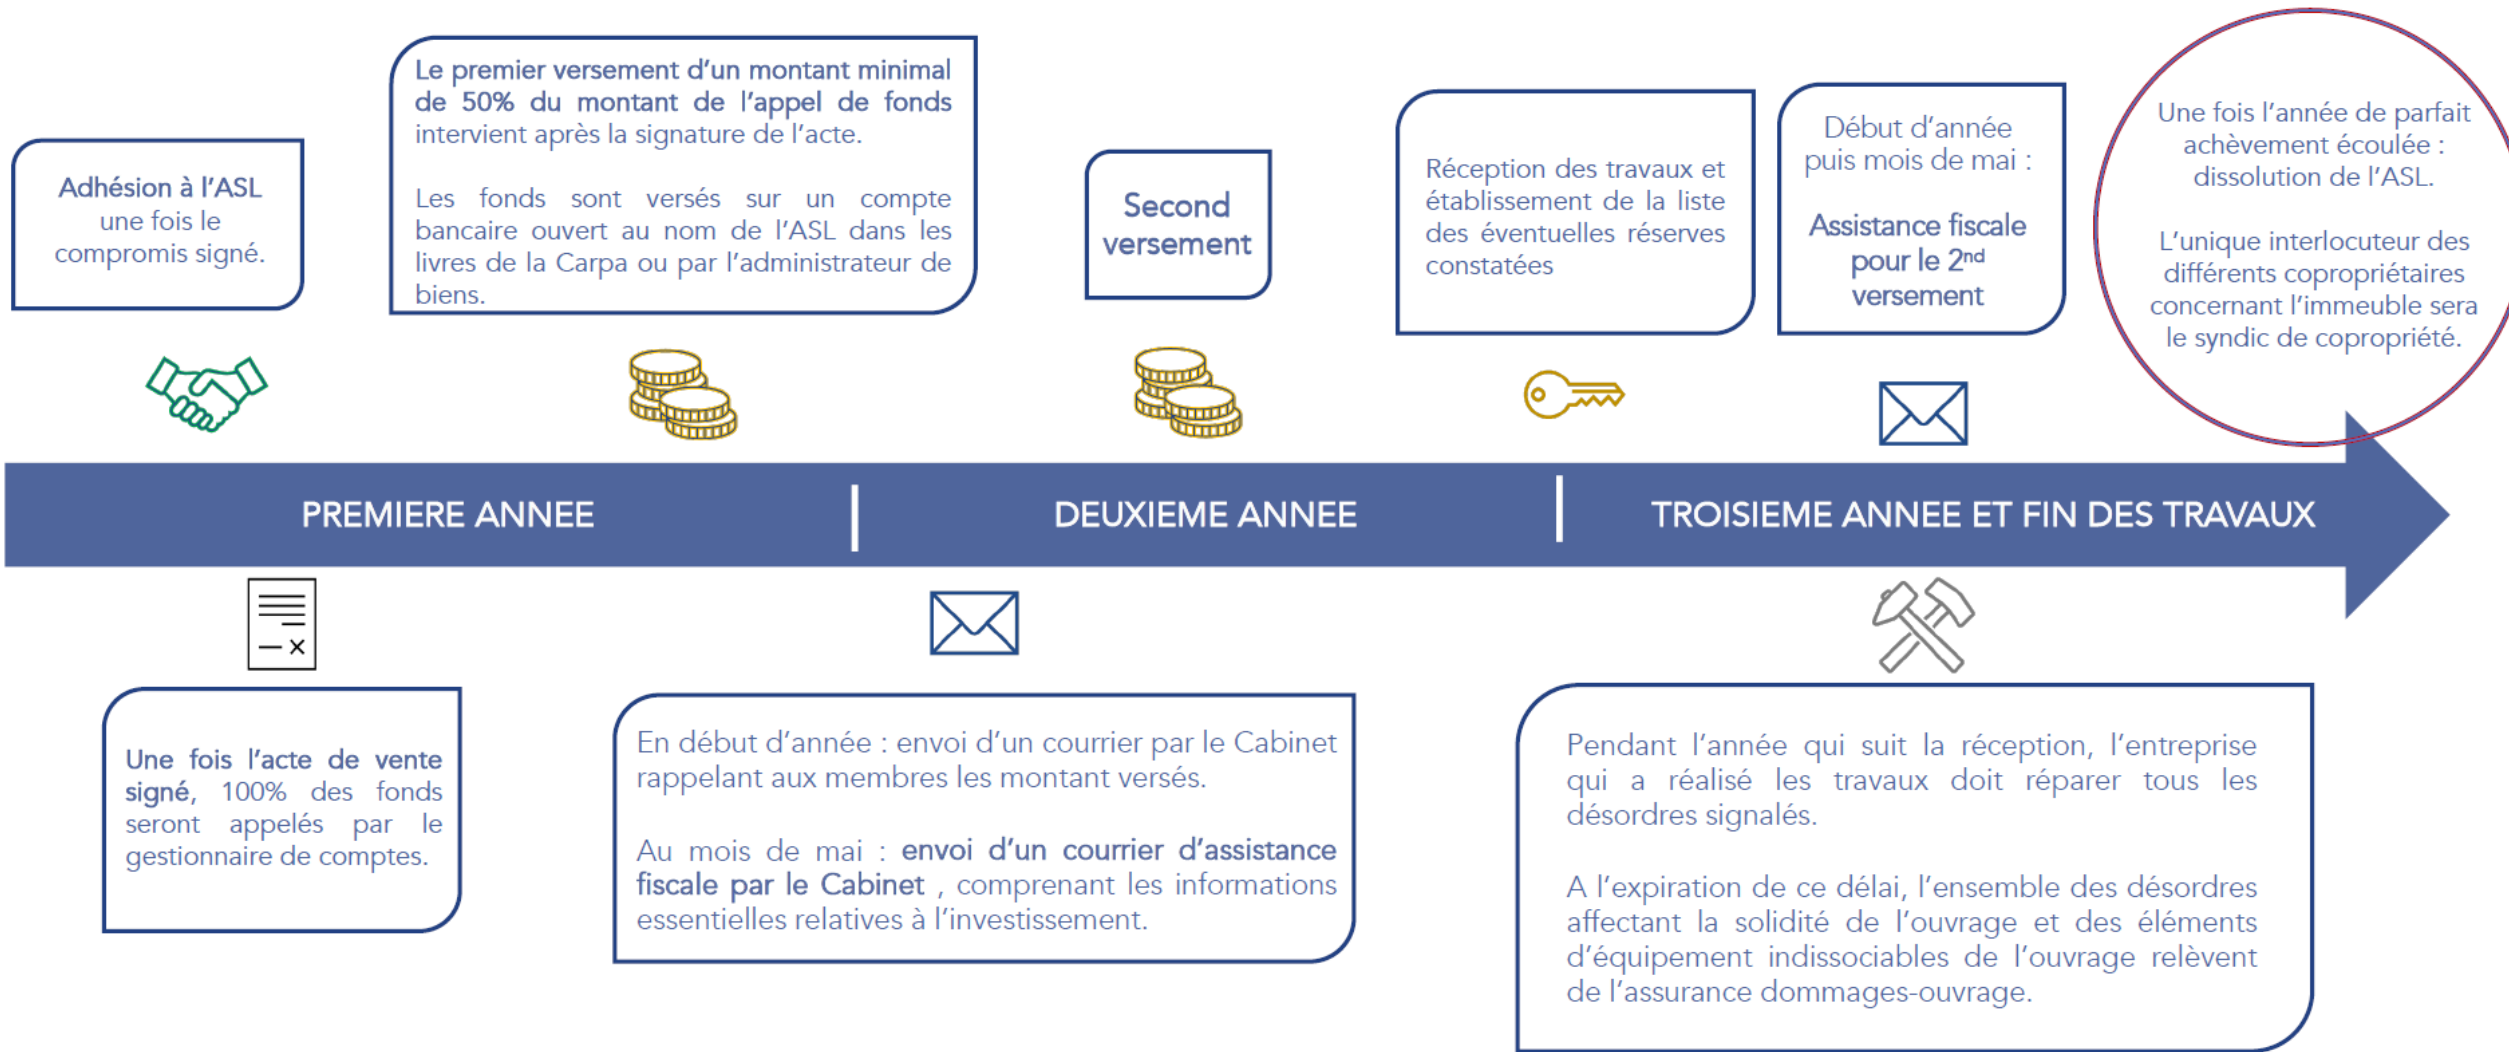 Adhésion à l'ASL
une fois le
compromis signé.
Le premier versement d'un montant minimal
de 50% du montant de l'appel de fonds
intervient après la signature de l'acte.
Les fonds sont versés sur un compte
bancaire ouvert au nom de l'ASL dans les
livres de la Carpa ou par l'administrateur de
biens.
Second
versement
Réception des travaux et
établissement de la liste
des éventuelles réserves
constatées
Début d'année
puis mois de mai :
Assistance fiscale
pour le 2nd
versement
Une fois l'année de parfait
achèvement écoulée :
dissolution de l'ASL.
L'unique interlocuteur des
différents copropriétaires
concernant l'immeuble sera
le syndic de copropriété.
PREMIERE ANNEE
DEUXIEME ANNEE
TROISIEME ANNEE ET FIN DES TRAVAUX
Une fois l'acte de vente
signé, 100% des fonds
seront appelés par le
gestionnaire de comptes.
En début d'année : envoi d'un courrier par le Cabinet
rappelant aux membres les montant versés.
Au mois de mai : envoi d'un courrier d'assistance
fiscale par le Cabinet , comprenant les informations
essentielles relatives à l'investissement.
Pendant l'année qui suit la réception, l'entreprise
qui a réalisé les travaux doit réparer tous les
désordres signalés.
A l'expiration de ce délai, l'ensemble des désordres
affectant la solidité de l'ouvrage et des éléments
d'équipement indissociables de l'ouvrage relèvent
de l'assurance dommages-ouvrage.